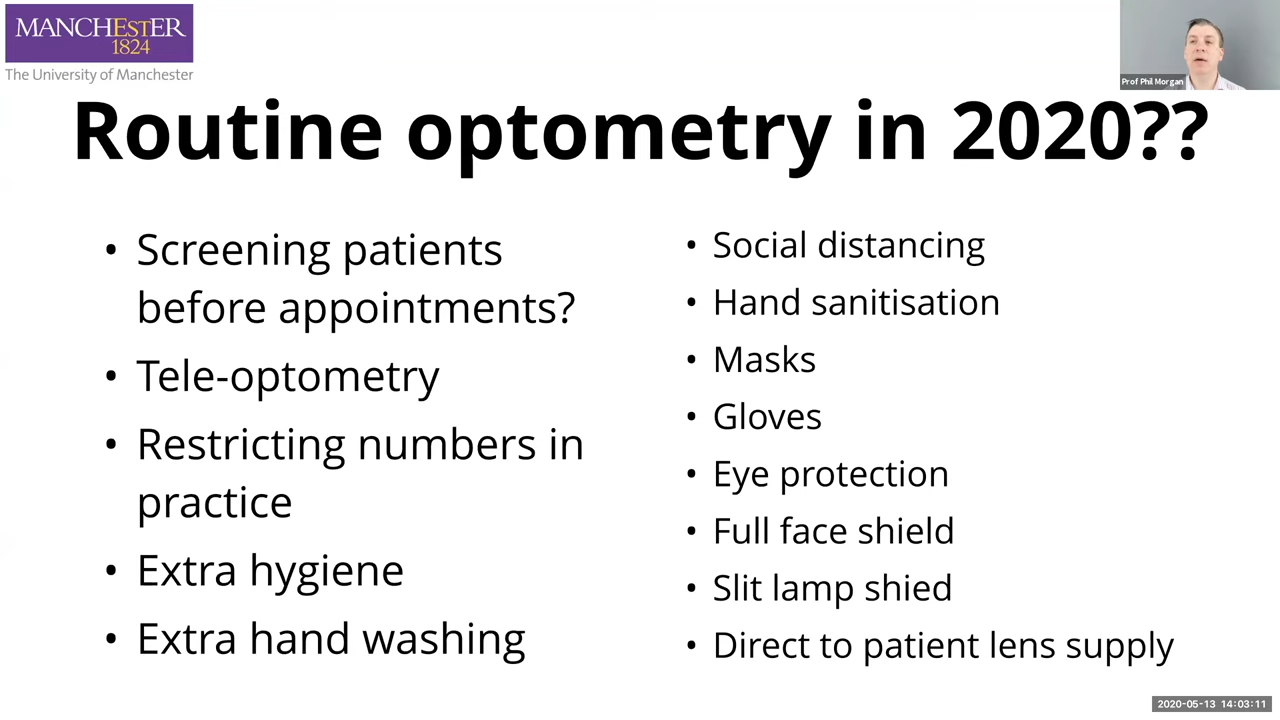 MANCHESTER
1824
The University of Manchester
Prof Phil Morgan
Routine optometry in 2020??
• Screening patients
before appointments?
• Tele-optometry
• Restricting numbers in
practice
• Extra hygiene
• Extra hand washing
• Social distancing
• Hand sanitisation
• Masks
• Gloves
• Eye protection
• Full face shield
• Slit lamp shied
• Direct to patient lens supply
2020-05-13 14:03:11